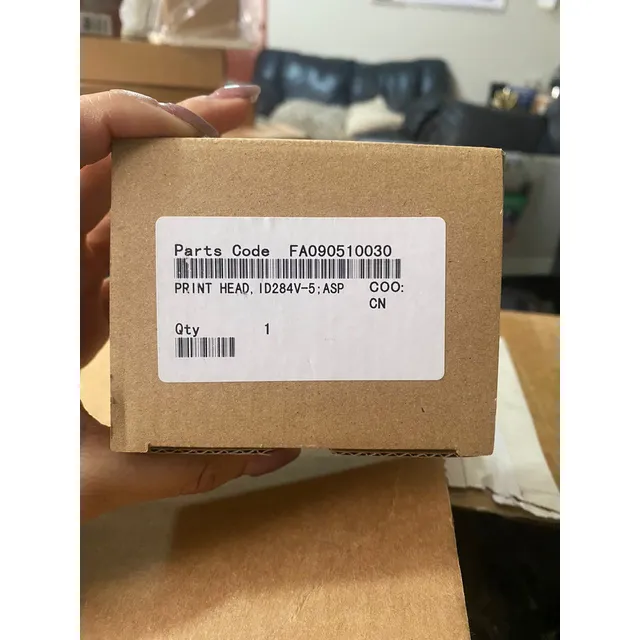 Parts Code FA090510030
PRINT HEAD,ID284V-5;ASP COO:
CN
Qty 1